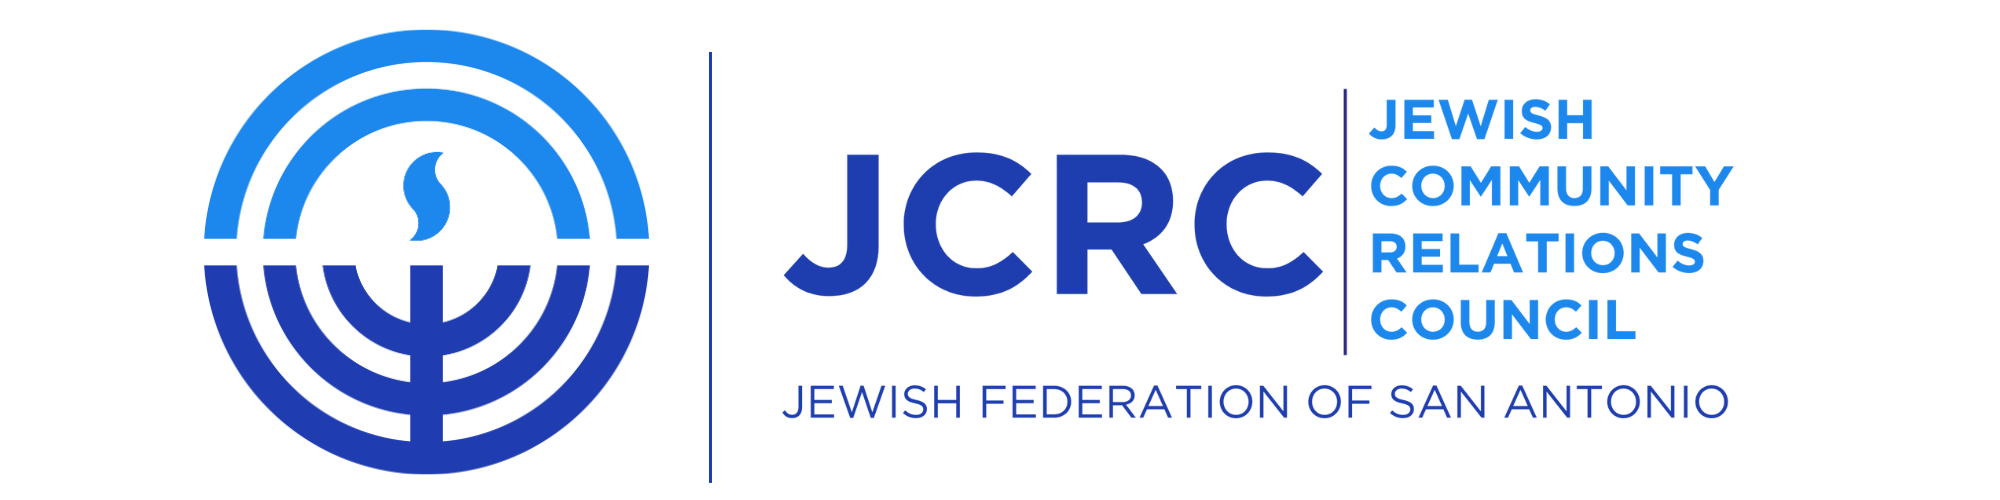 JCRC
JEWISH
COMMUNITY
RELATIONS
COUNCIL
JEWISH FEDERATION OF SAN ANTONIO